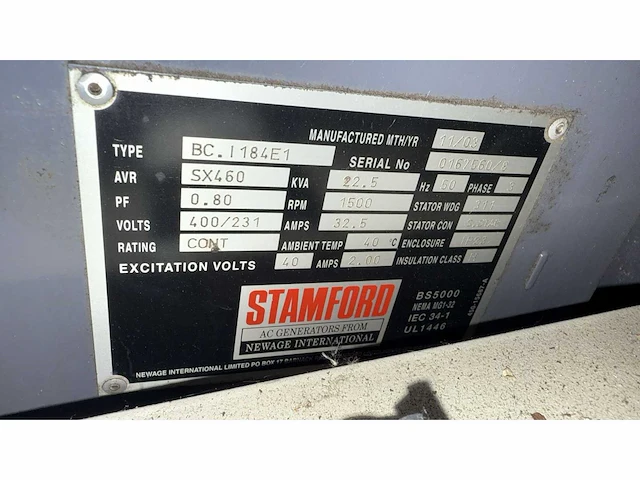 MANUFACTURED MTH/YR 11/03
TYPE BC.I184E1 SERIAL No
AVR SX460 KVA 22.5 Hz 50 PHASE
PF 0.80 RPM 1500 STATOR WDG 311
VOLTS 400/231 AMPS 32.5 STATOR CON
RATING CONT AMBIENT TEMP 40 °C ENCLOSURE
EXCITATION VOLTS 40 AMPS 2.00 INSULATION CLASS H
STAMFORD
AC GENERATORS FROM
NEWAGE INTERNATIONAL
BS5000
NEMA MG1-32
IEC 34-1
UL1446
NEWAGE INTERNATIONAL LIMITED PO BOX 17